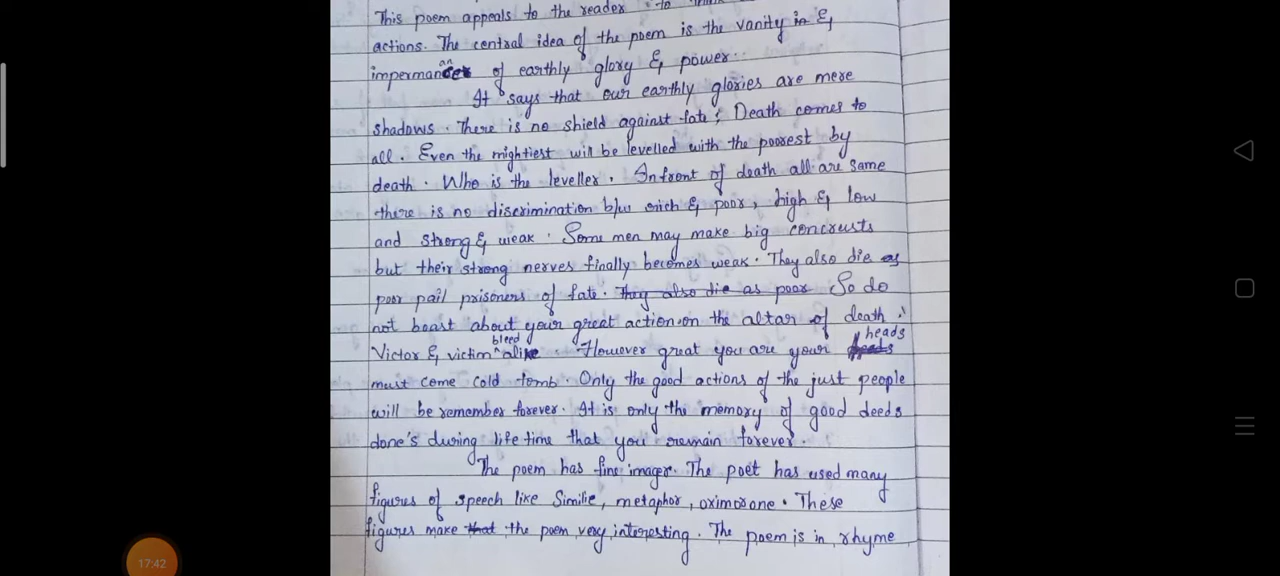 This poem appeals to the reader to
actions. The central idea of the poem is the vanity in &
impermance of earthly glory & power.
It says that our earthly glories are mere
shadows. There is no shield against fate; Death comes to
all. Even the mightiest will be levelled with the poorest by
death. Who is the leveller. Infront of death all are same
there is no discrimination b/w rich & poor, high & low
and strong & weak. Some men may make big concrusts
but their strong nerves finally becomes weak. They also die as
poor pail prisoners of fate. They also die as poor So do
not boast about your great action on the altar of death.
Victor & victim bleed alike. However great you are your heads
must come cold tomb. Only the good actions of the just people
will be remember forever. It is only the memory of good deeds
done's during life time that you remain forever.
The poem has fine imager. The poet has used many
figures of speech like Similie, metaphor, oximorone. These
figures make that the poem very interesting. The poem is in rhyme
17:42